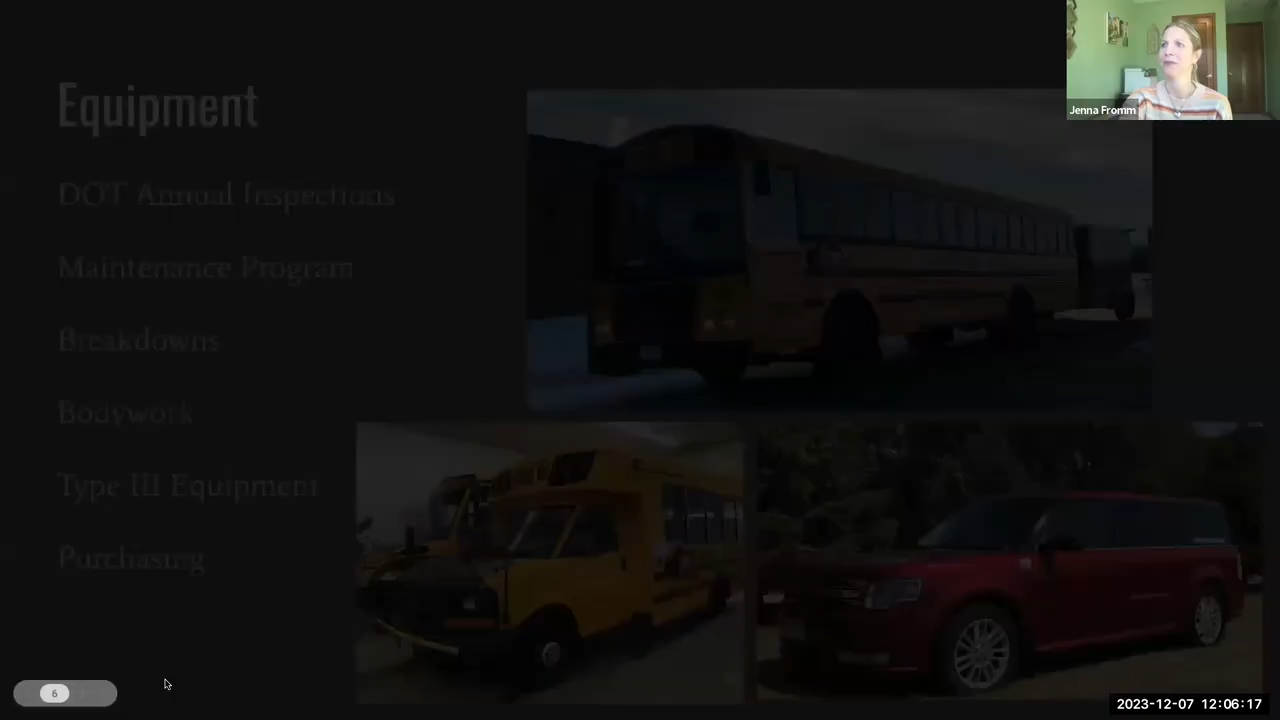 Equipment
DOT Annual Inspections
Maintenance Program
Breakdowns
Bodywork
Type III Equipment
Purchasing
Jenna Fromm
6
2023-12-07 12:06:17